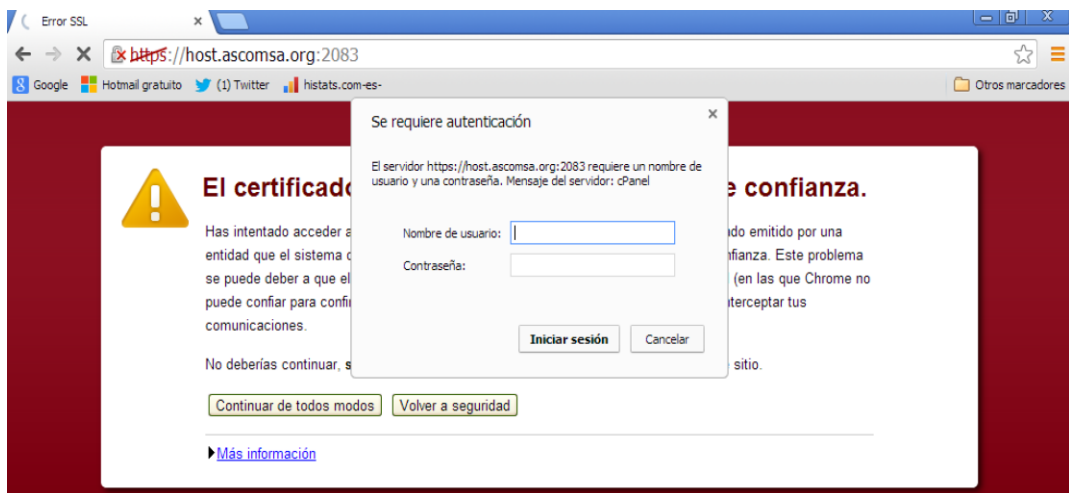 Error SSL
https://host.ascomsa.org:2083
Google Hotmail gratuito (1) Twitter histats.com-es- Otros marcadores
Se requiere autenticación
El servidor https://host.ascomsa.org:2083 requiere un nombre de
usuario y una contraseña. Mensaje del servidor: cPanel
Nombre de usuario:
Contraseña:
Iniciar sesión Cancelar
El certificado confianza.
Has intentado acceder emitido por una
entidad que el sistema Este problema
se puede deber a que el (en las que Chrome no
puede confiar para tus
comunicaciones.
No deberías continuar, sitio.
Continuar de todos modos Volver a seguridad
Más información